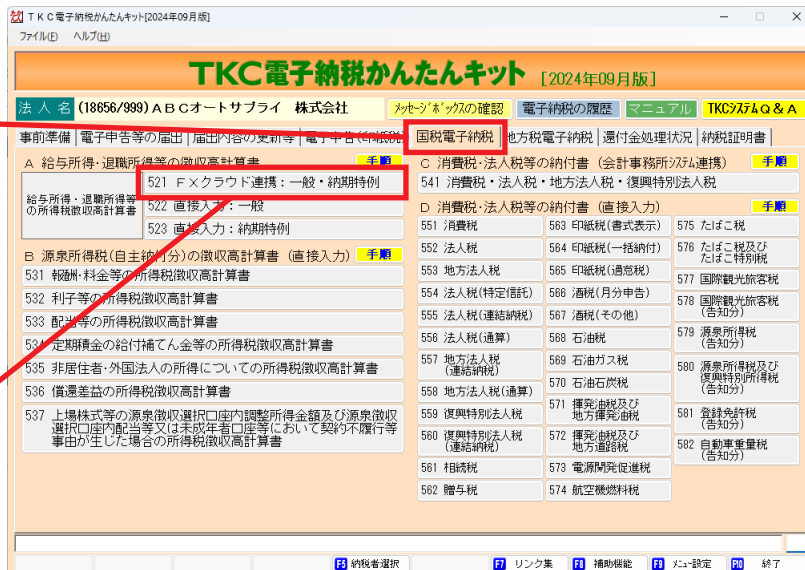 TKC電子納税かんたんキット[2024年09月版]
ファイル(F) ヘルプ(H)
TKC電子納税かんたんキット [2024年09月版]
法人名 (18656/999) ABCオートサプライ 株式会社 メッセージボックスの確認 電子納税の履歴 マニュアル TKCシステムQ&A
事前準備 電子申告等の届出 届出内容の更新等 電子申告(印紙税) 国税電子納税 地方税電子納税 還付金処理状況 納税証明書
A 給与所得・退職所得等の徴収高計算書 手順
給与所得・退職所得等
の所得税徴収高計算書
521 FXクラウド連携:一般・納期特例
522 直接入力:一般
523 直接入力:納期特例
B 源泉所得税(自主納付分)の徴収高計算書 (直接入力) 手順
531 報酬・料金等の所得税徴収高計算書
532 利子等の所得税徴収高計算書
533 配当等の所得税徴収高計算書
534 定期積金の給付補てん金等の所得税徴収高計算書
535 非居住者・外国法人の所得についての所得税徴収高計算書
536 償還差益の所得税徴収高計算書
537 上場株式等の源泉徴収選択口座内調整所得金額及び源泉徴収
選択口座内配当等又は未成年者口座等において契約不履行等
事由が生じた場合の所得税徴収高計算書
C 消費税・法人税等の納付書 (会計事務所システム連携) 手順
541 消費税・法人税・地方法人税・復興特別法人税
D 消費税・法人税等の納付書 (直接入力) 手順
551 消費税
552 法人税
553 地方法人税
554 法人税(特定信託)
555 法人税(連結納税)
556 法人税(通算)
557 地方法人税
(連結納税)
558 地方法人税(通算)
559 復興特別法人税
560 復興特別法人税
(連結納税)
561 相続税
562 贈与税
563 印紙税(書式表示)
564 印紙税(一括納付)
565 印紙税(過怠税)
566 酒税(月分申告)
567 酒税(その他)
568 石油税
569 石油ガス税
570 石油石炭税
571 揮発油税及び
地方揮発油税
572 揮発油税及び
地方道路税
573 電源開発促進税
574 航空機燃料税
575 たばこ税
576 たばこ税及び
たばこ特別税
577 国際観光旅客税
578 国際観光旅客税
(告知分)
579 源泉所得税
(告知分)
580 源泉所得税及び
復興特別所得税
(告知分)
581 登録免許税
(告知分)
582 自動車重量税
(告知分)
F5 納税者選択 F7 リンク集 F8 補助機能 F9 メニュー設定 F10 終了